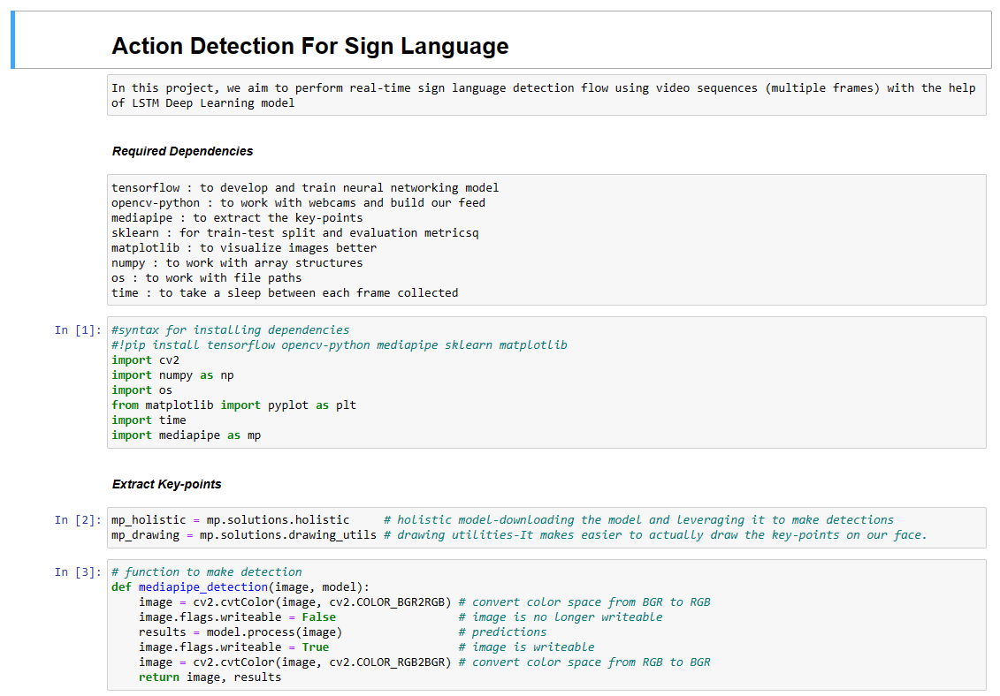 Action Detection For Sign Language
In this project, we aim to perform real-time sign language detection flow using video sequences (multiple frames) with the help
of LSTM Deep Learning model
Required Dependencies
tensorflow : to develop and train neural networking model
opencv-python : to work with webcams and build our feed
mediapipe : to extract the key-points
sklearn : for train-test split and evaluation metricsq
matplotlib : to visualize images better
numpy : to work with array structures
os : to work with file paths
time : to take a sleep between each frame collected
In [1]: #syntax for installing dependencies
#!pip install tensorflow opencv-python mediapipe sklearn matplotlib
import cv2
import numpy as np
import os
from matplotlib import pyplot as plt
import time
import mediapipe as mp
Extract Key-points
In [2]: mp_holistic = mp.solutions.holistic     # holistic model-downloading the model and leveraging it to make detections
mp_drawing = mp.solutions.drawing_utils # drawing utilities-It makes easier to actually draw the key-points on our face.
In [3]: # function to make detection
def mediapipe_detection(image, model):
    image = cv2.cvtColor(image, cv2.COLOR_BGR2RGB) # convert color space from BGR to RGB
    image.flags.writeable = False                  # image is no longer writeable
    results = model.process(image)                 # predictions
    image.flags.writeable = True                   # image is writeable
    image = cv2.cvtColor(image, cv2.COLOR_RGB2BGR) # convert color space from RGB to BGR
    return image, results